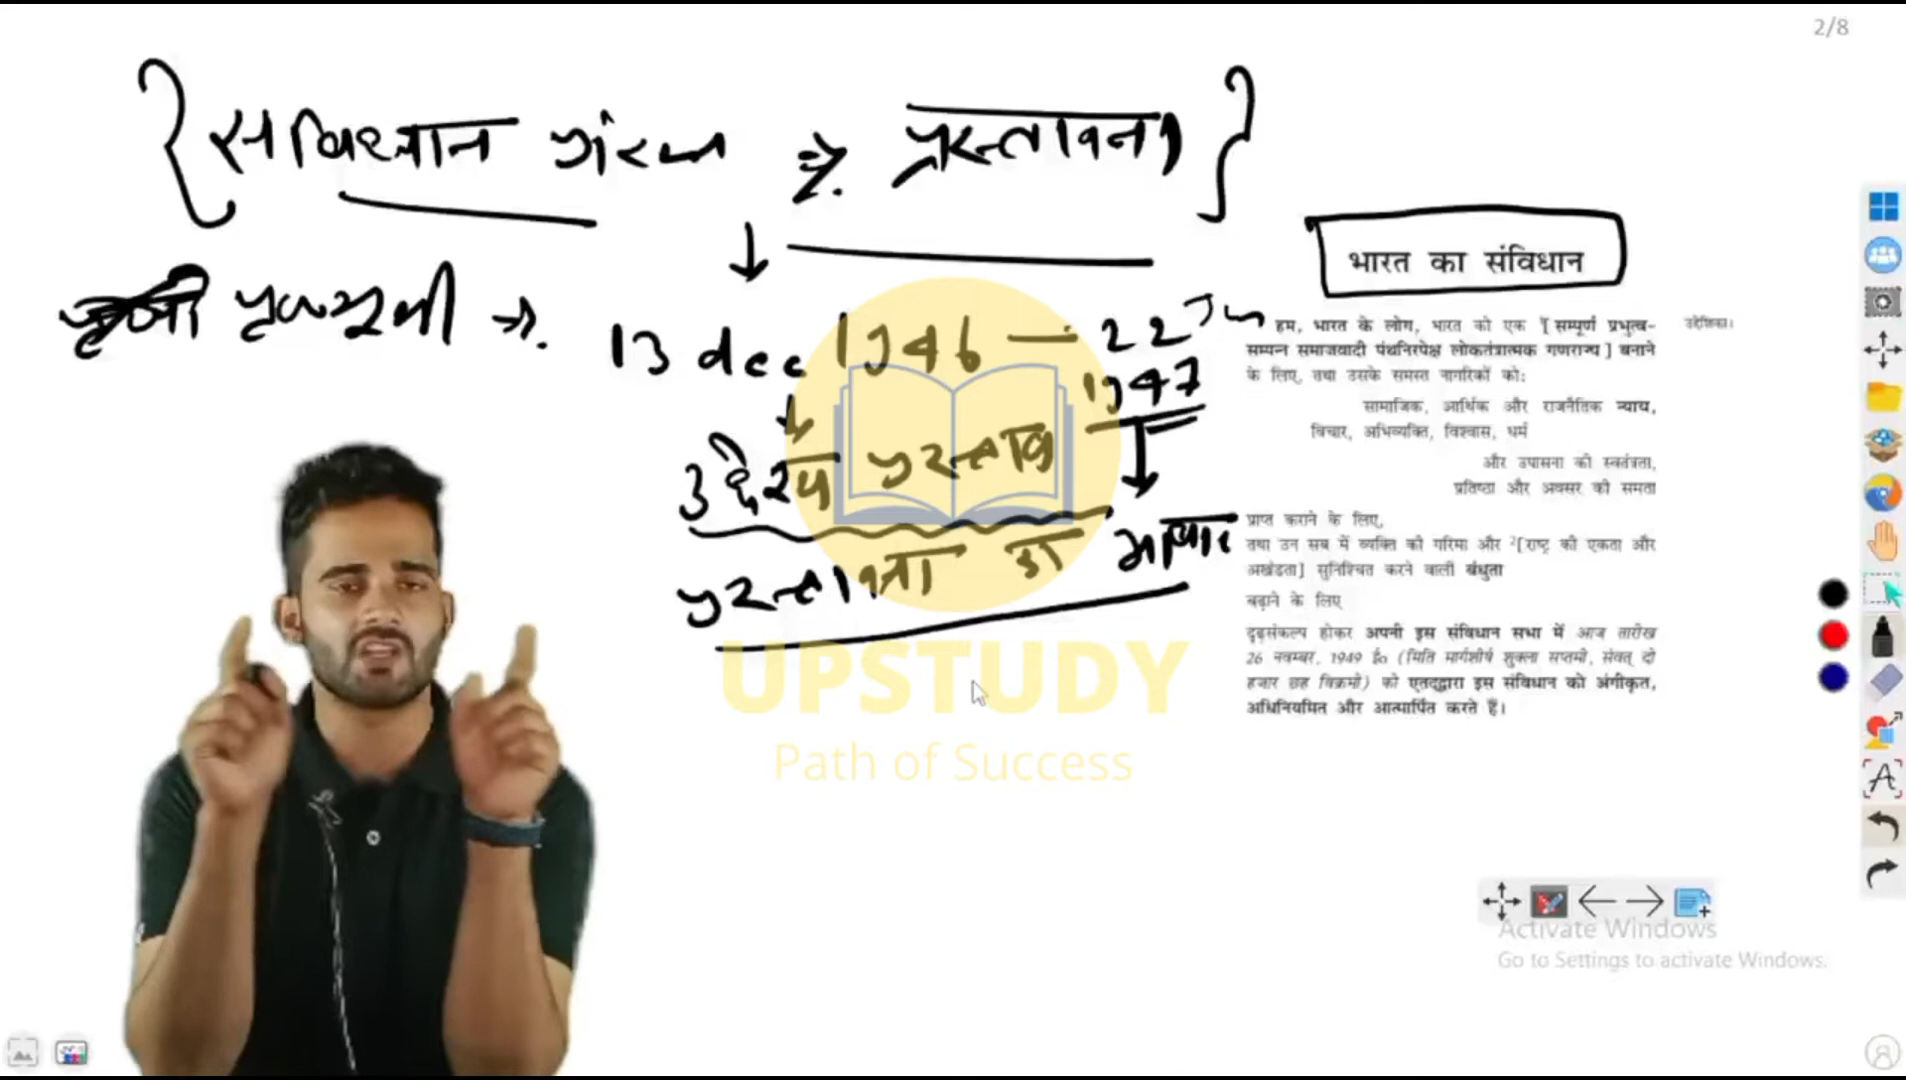 2/8
संविधान प्रारंभ ⇒ प्रस्तावना
पृष्ठभूमी →
13 dec 1946 — 22 Jan
1947
उद्देश्य प्रस्ताव
प्रस्तावना का आधार
UPSTUDY
Path of Success
भारत का संविधान
उद्देशिका।
हम, भारत के लोग, भारत को एक ¹[सम्पूर्ण प्रभुत्व-
सम्पन्न समाजवादी पंथनिरपेक्ष लोकतंत्रात्मक गणराज्य] बनाने
के लिए, तथा उसके समस्त नागरिकों को:
सामाजिक, आर्थिक और राजनैतिक न्याय,
विचार, अभिव्यक्ति, विश्वास, धर्म
और उपासना की स्वतंत्रता,
प्रतिष्ठा और अवसर की समता
प्राप्त कराने के लिए,
तथा उन सब में व्यक्ति की गरिमा और ²[राष्ट्र की एकता और
अखंडता] सुनिश्चित करने वाली बंधुता
बढ़ाने के लिए
दृढ़संकल्प होकर अपनी इस संविधान सभा में आज तारीख
26 नवम्बर, 1949 ई० (मिति मार्गशीर्ष शुक्ला सप्तमी, संवत् दो
हजार छह विक्रमी) को एतद्द्वारा इस संविधान को अंगीकृत,
अधिनियमित और आत्मार्पित करते हैं।
Activate Windows
Go to Settings to activate Windows.